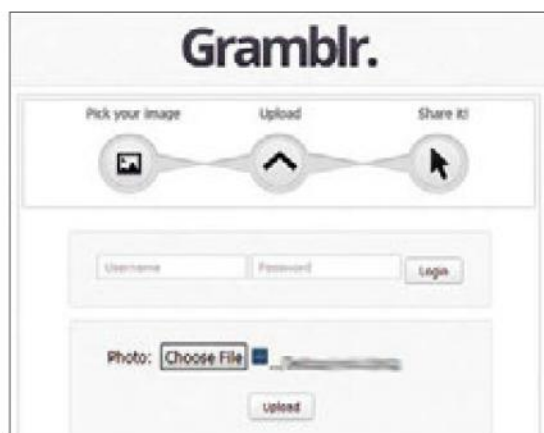 Gramblr.
Pick your image Upload Share it!
Username Password Login
Photo: Choose File
Upload